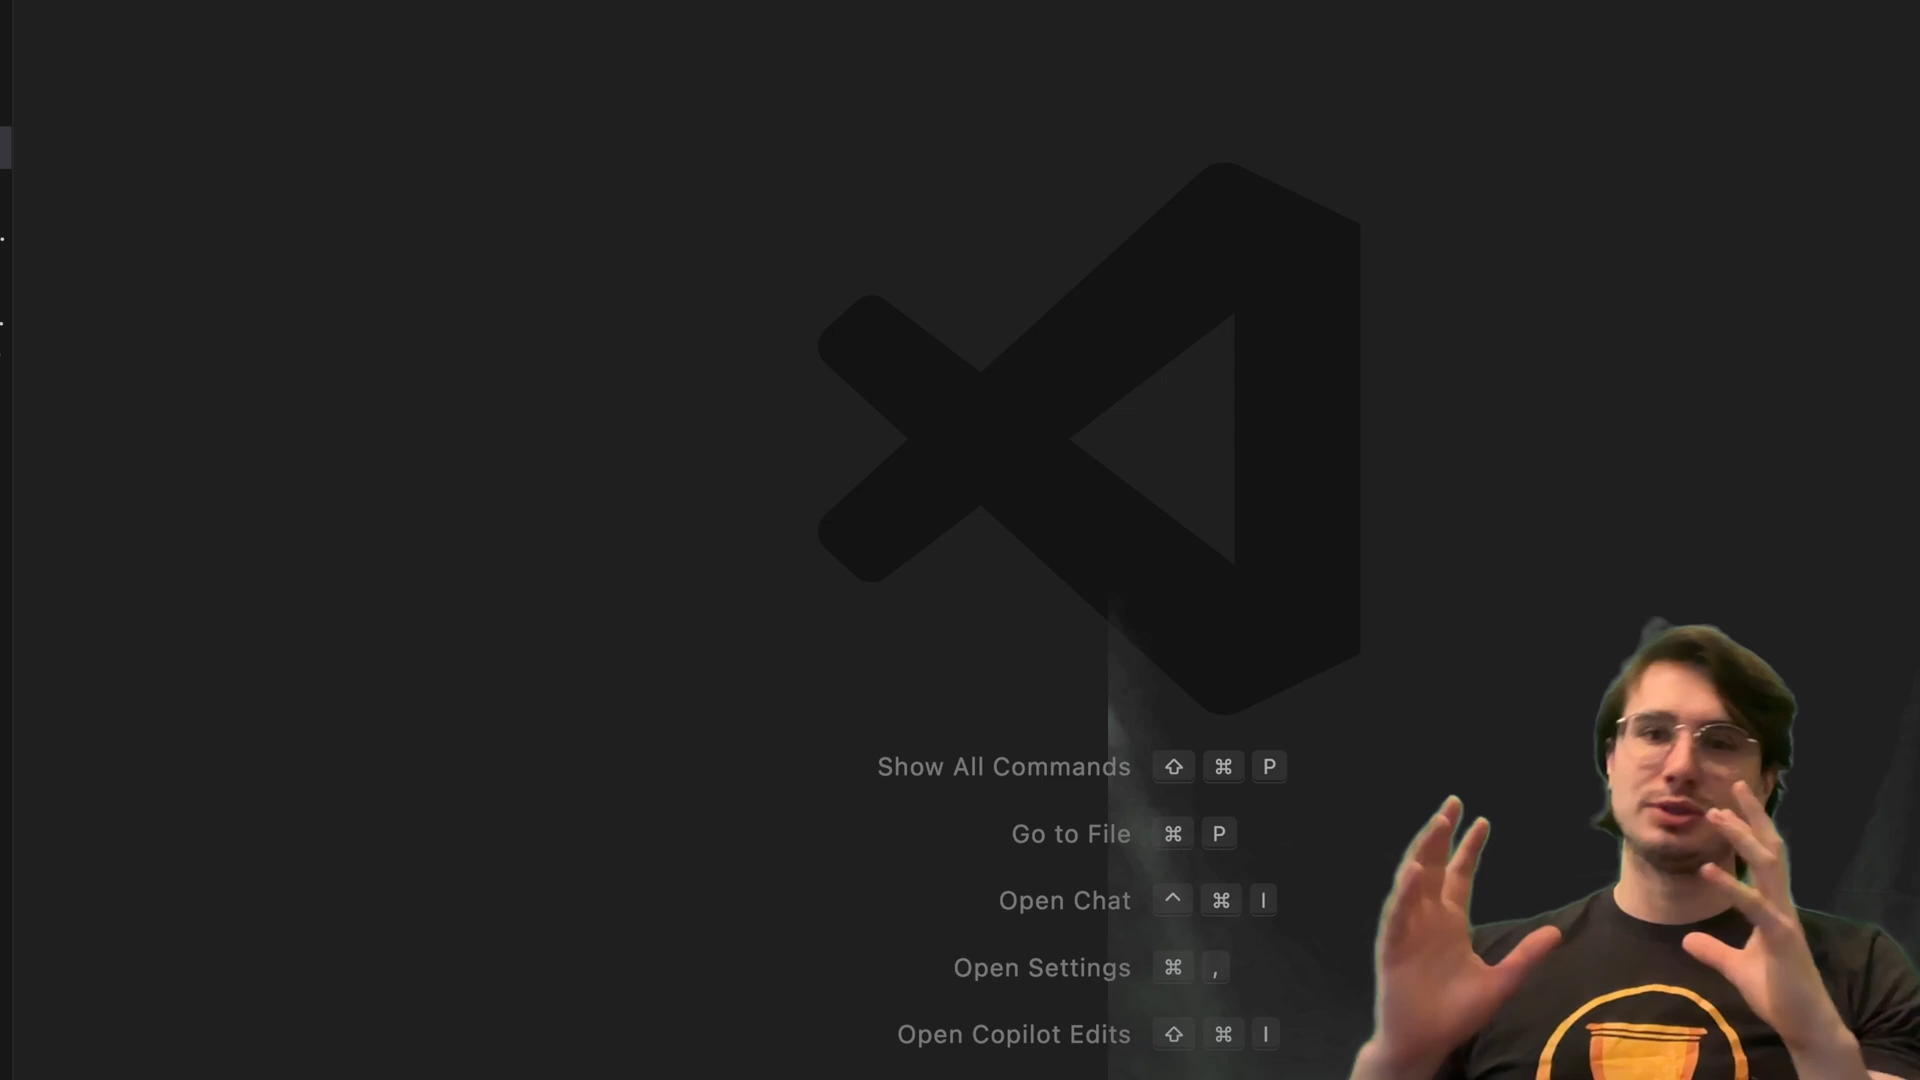 Show All Commands ⇧ ⌘ P
Go to File ⌘ P
Open Chat ^ ⌘ I
Open Settings ⌘ ,
Open Copilot Edits ⇧ ⌘ I